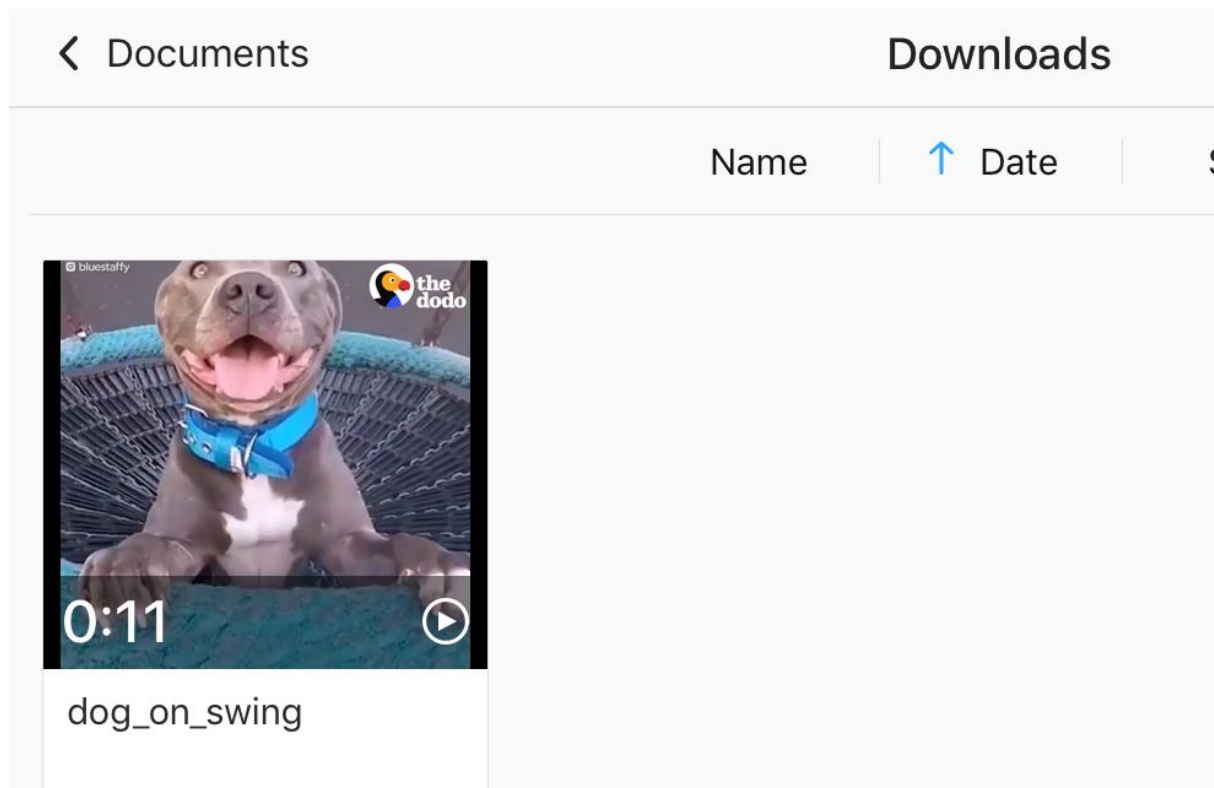 Documents
Downloads
Name
Date
bluestaffy
the
dodo
0:11
dog_on_swing